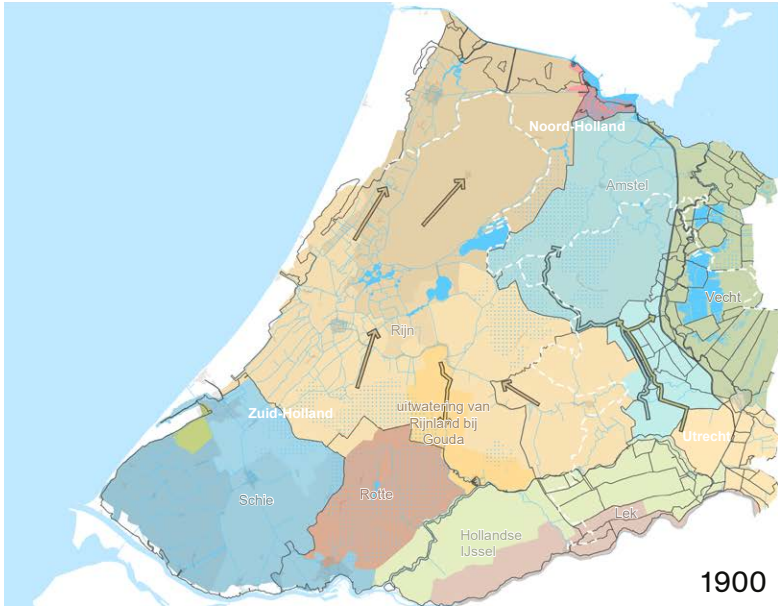 Noord-Holland
Amstel
Vecht
Rijn
Zuid-Holland
uitwatering van
Rijnland bij
Gouda
Utrecht
Schie
Rotte
Lek
Hollandse
IJssel
1900